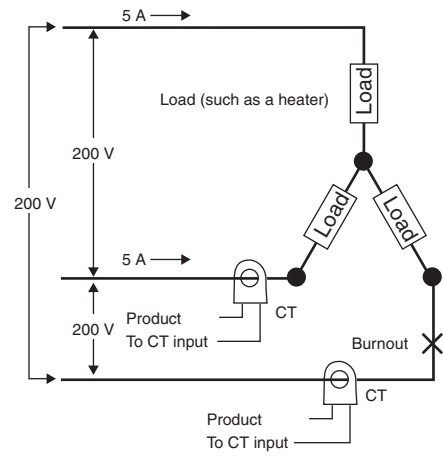 5 A
Load
Load (such as a heater)
200 V
200 V
Load
Load
5 A
CT
Product
To CT input
200 V
Burnout
CT
Product
To CT input